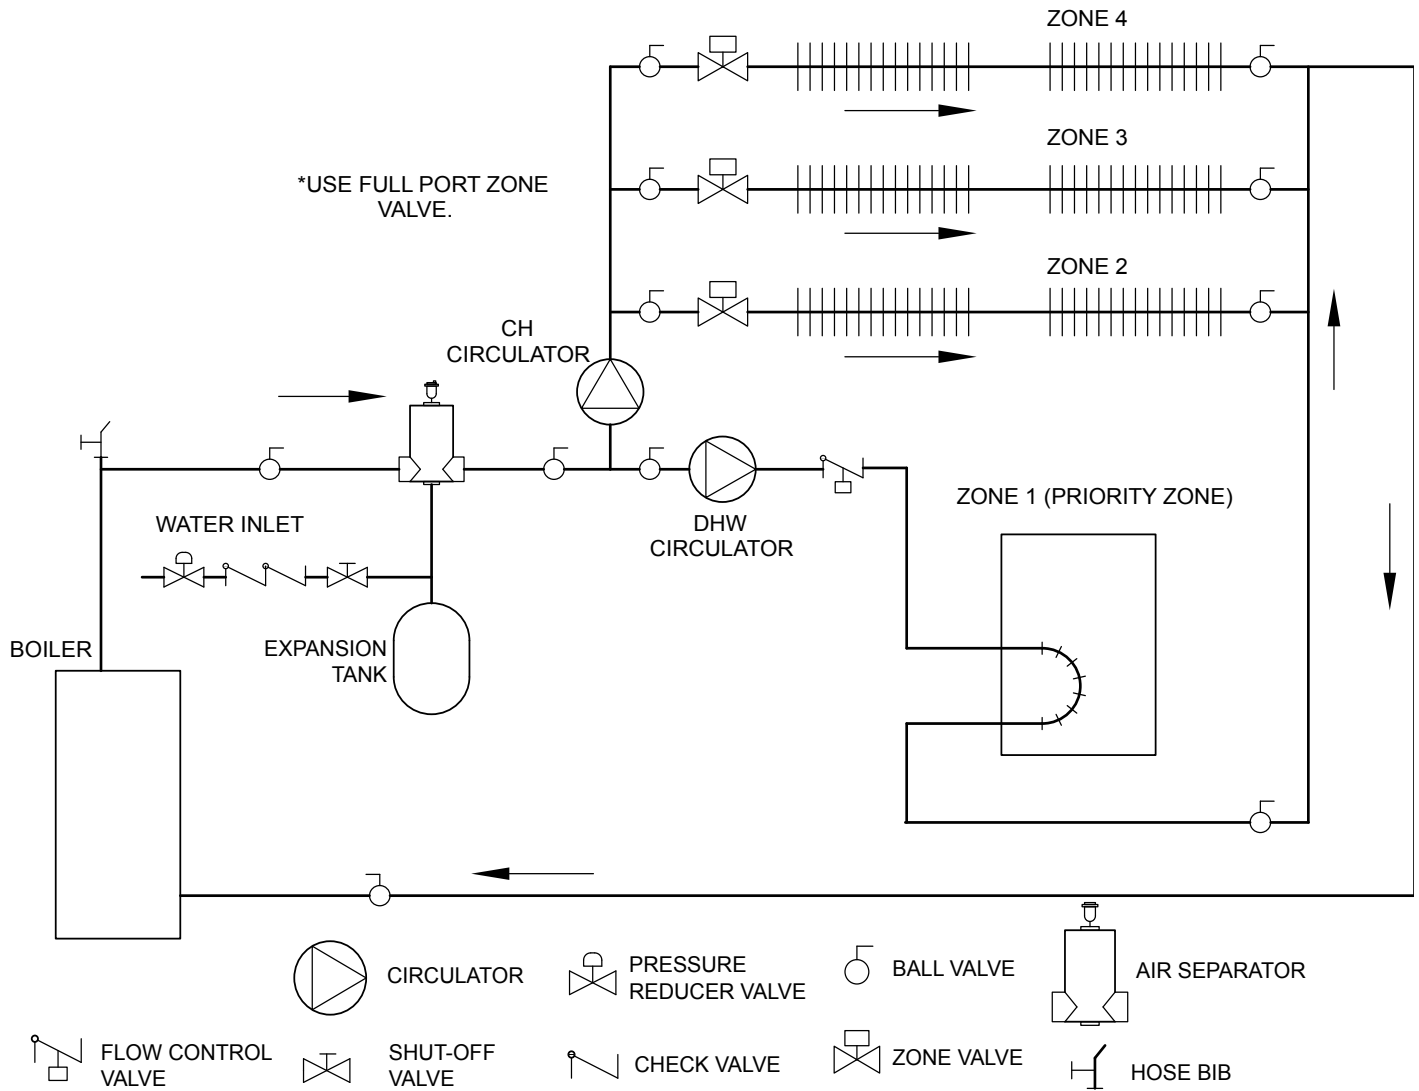 ZONE 4
ZONE 3
*USE FULL PORT ZONE
VALVE.
ZONE 2
CH
CIRCULATOR
ZONE 1 (PRIORITY ZONE)
WATER INLET
DHW
CIRCULATOR
BOILER
EXPANSION
TANK
CIRCULATOR
PRESSURE
REDUCER VALVE
BALL VALVE
AIR SEPARATOR
FLOW CONTROL
VALVE
SHUT-OFF
VALVE
CHECK VALVE
ZONE VALVE
HOSE BIB